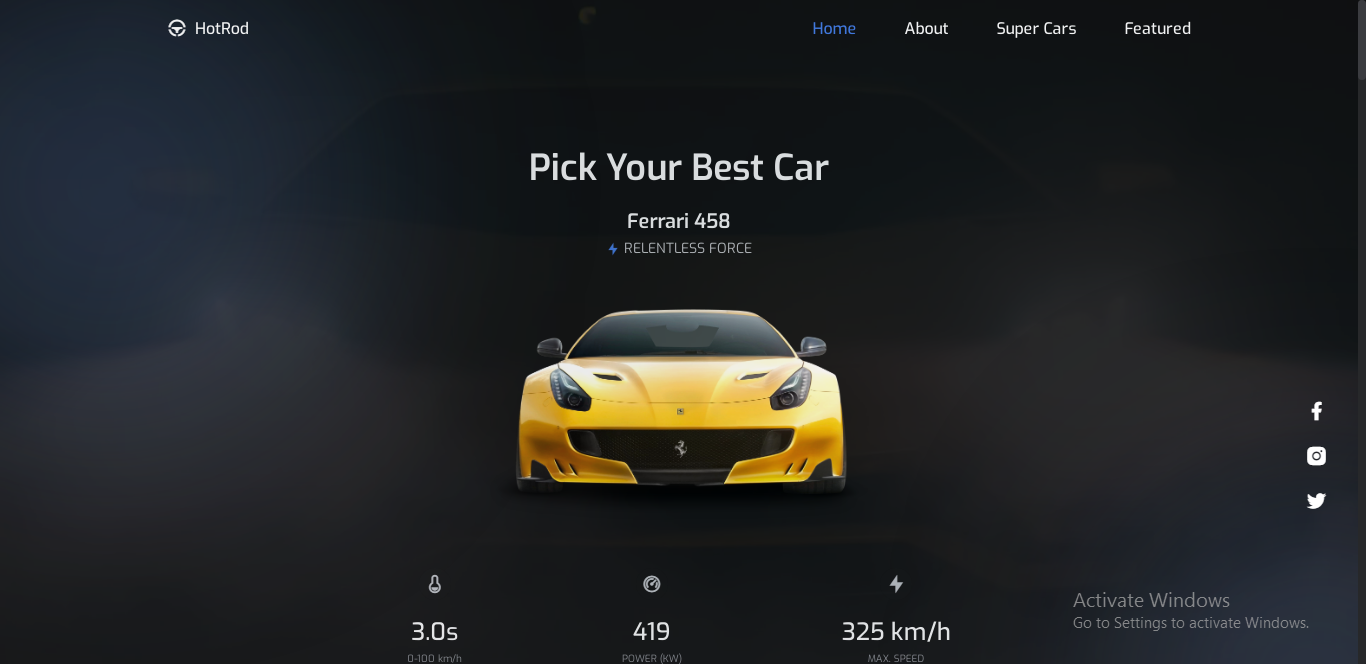 HotRod
Home About Super Cars Featured
Pick Your Best Car
Ferrari 458
RELENTLESS FORCE
3.0s 419 325 km/h
0-100 km/h POWER (KW) MAX. SPEED
Activate Windows
Go to Settings to activate Windows.